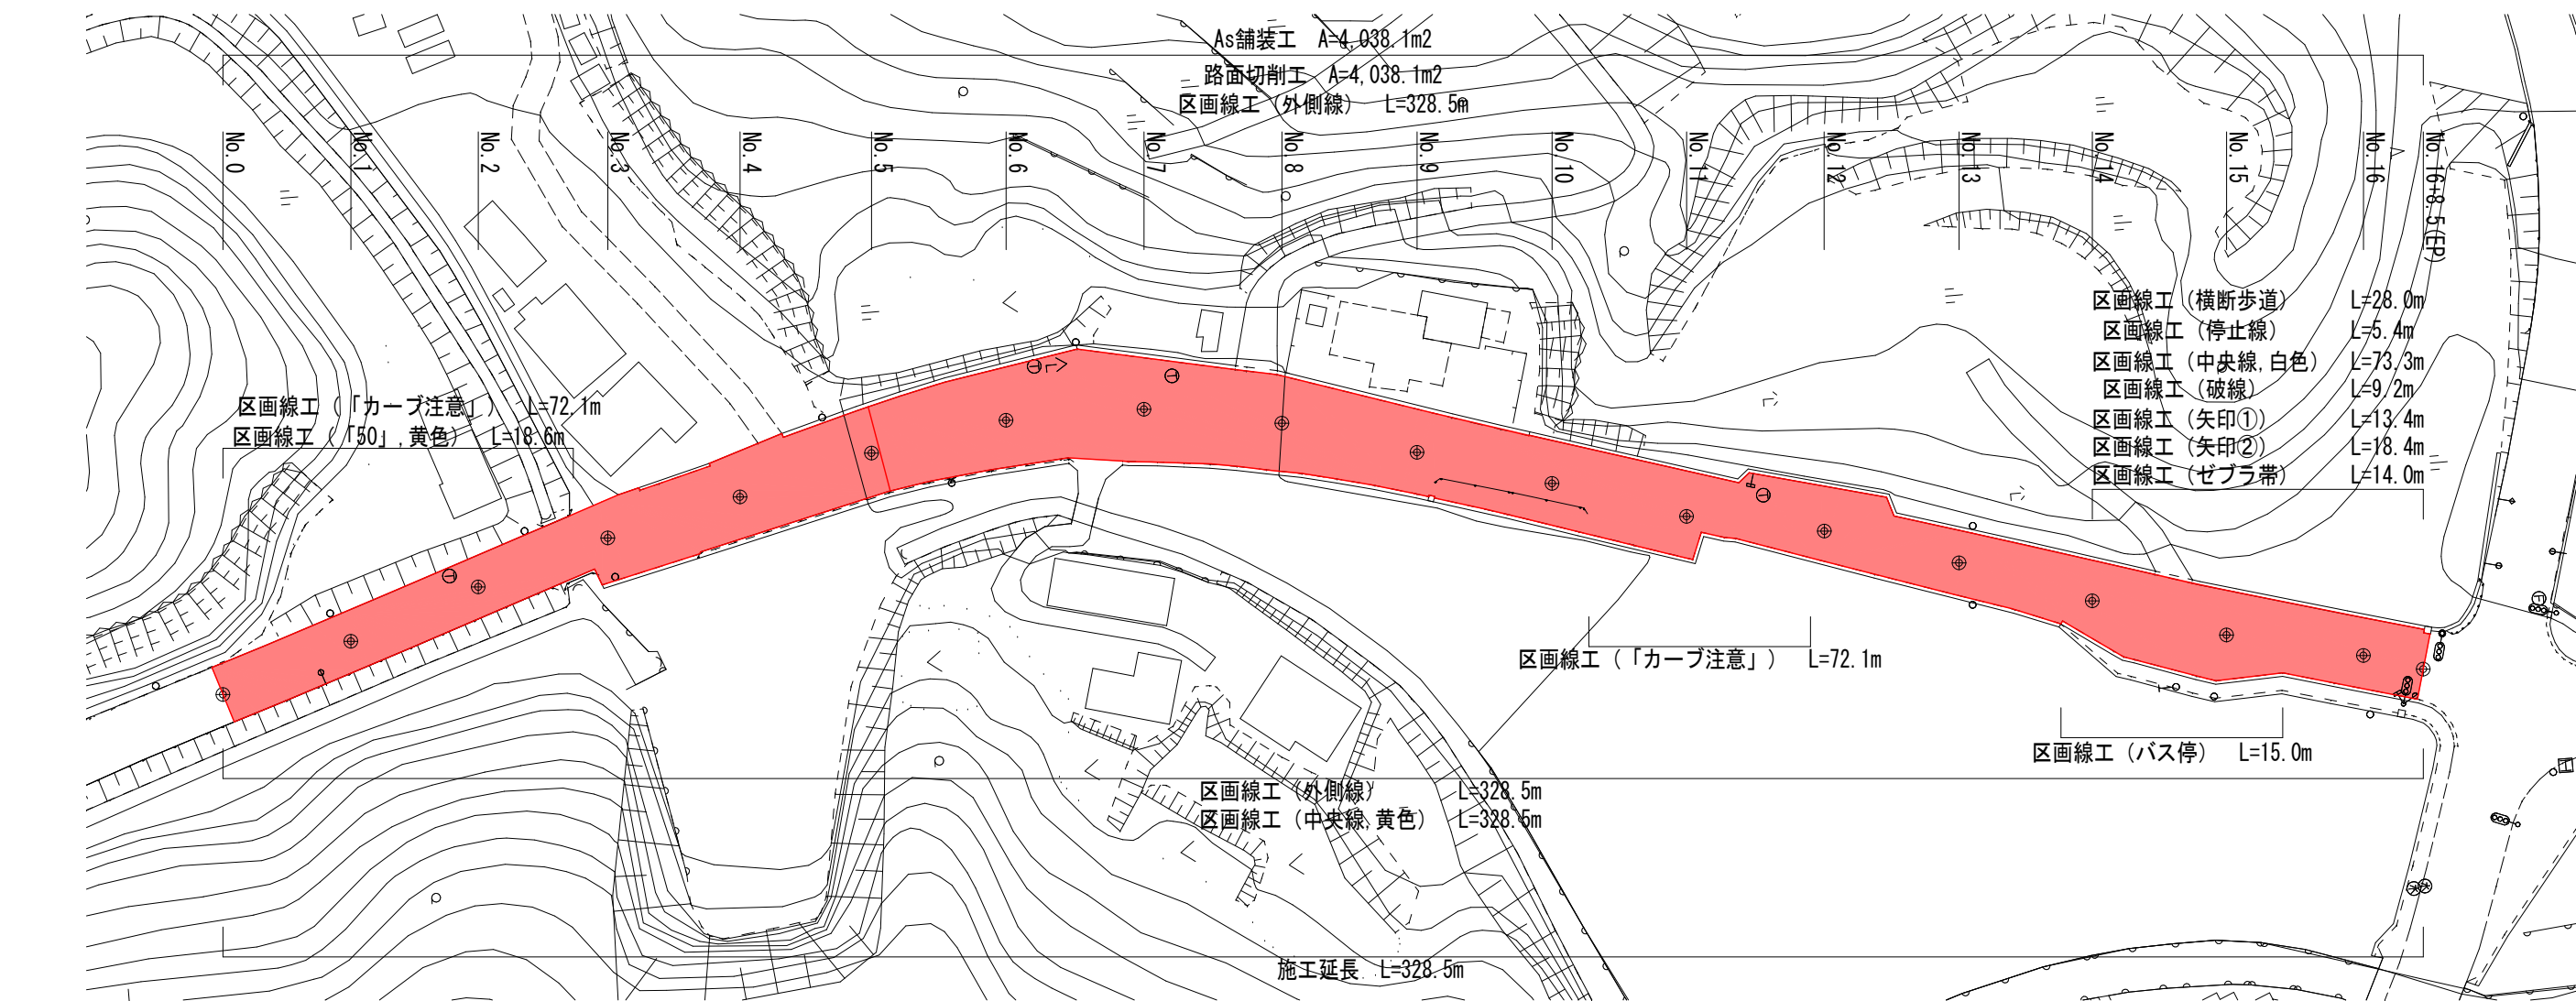 As舗装工　A=4,038.1m2
路面切削工　A=4,038.1m2
区画線工（外側線）　L=328.5m
No.0
No.1
No.2
No.3
No.4
No.5
No.6
No.7
No.8
No.9
No.10
No.11
No.12
No.13
No.14
No.15
No.16
No.16+8.5(EP)
区画線工（横断歩道）　L=28.0m
区画線工（停止線）　L=5.4m
区画線工（中央線,白色）　L=73.3m
区画線工（破線）　L=9.2m
区画線工（矢印①）　L=13.4m
区画線工（矢印②）　L=18.4m
区画線工（ゼブラ帯）　L=14.0m
区画線工（「カーブ注意」）　L=72.1m
区画線工（「50」,黄色）　L=18.6m
区画線工（「カーブ注意」）　L=72.1m
区画線工（バス停）　L=15.0m
区画線工（外側線）　L=328.5m
区画線工（中央線,黄色）　L=328.5m
施工延長　L=328.5m